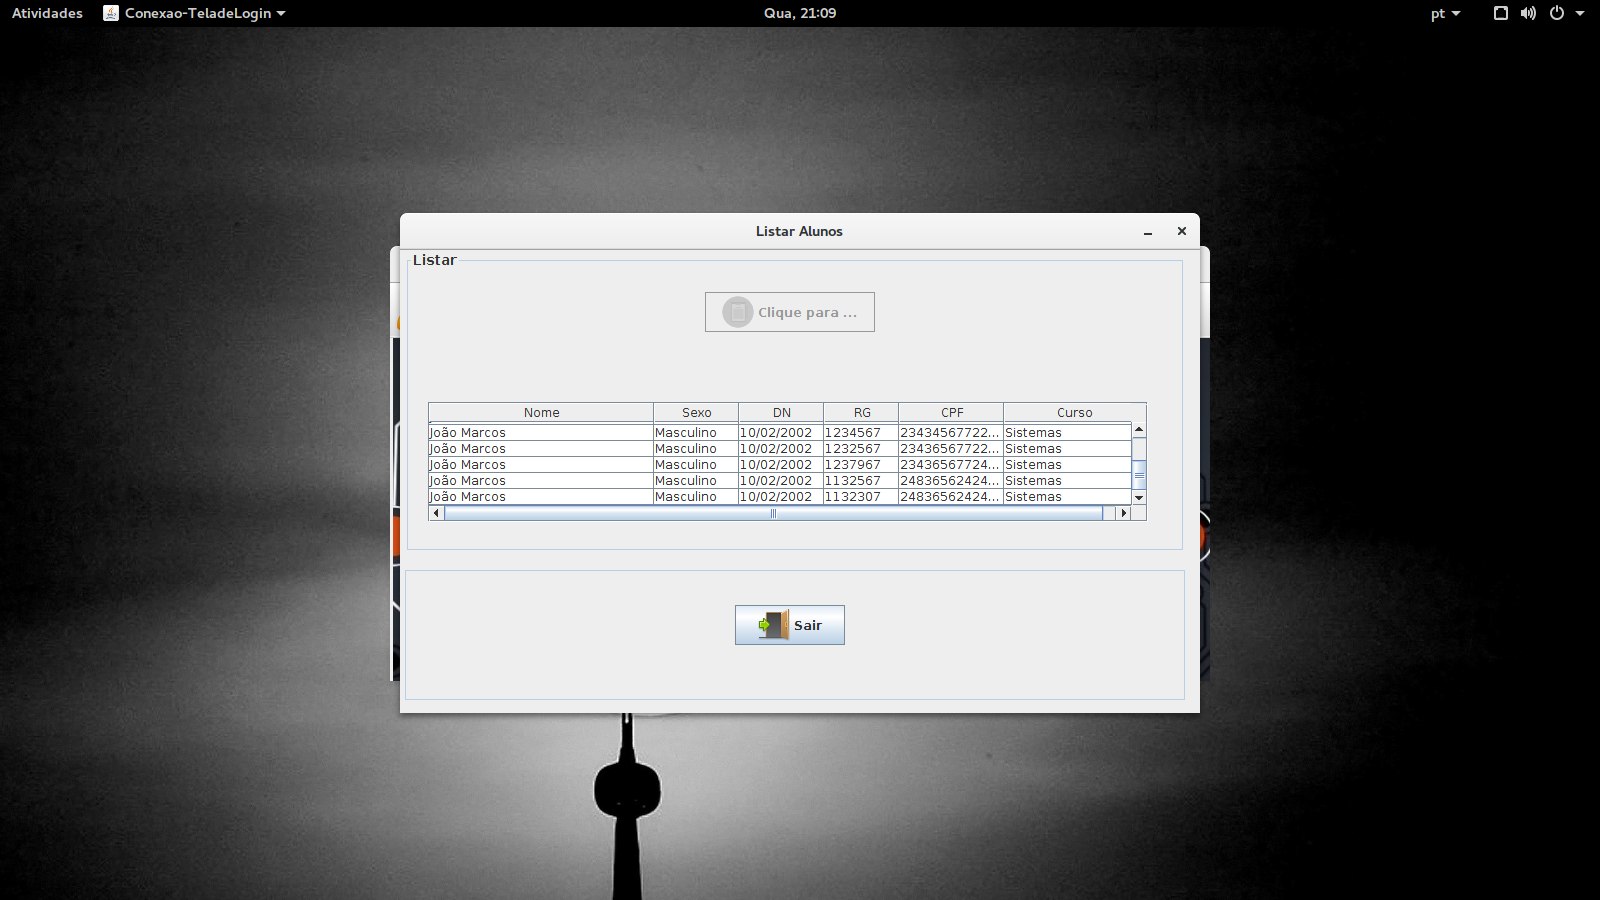 Atividades Conexao-TeladeLogin Qua, 21:09 pt
Listar Alunos
Listar
Clique para ...
Nome Sexo DN RG CPF Curso
João Marcos Masculino 10/02/2002 1234567 23434567722... Sistemas
João Marcos Masculino 10/02/2002 1232567 23436567722... Sistemas
João Marcos Masculino 10/02/2002 1237967 23436567724... Sistemas
João Marcos Masculino 10/02/2002 1132567 24836562424... Sistemas
João Marcos Masculino 10/02/2002 1132307 24836562424... Sistemas
Sair